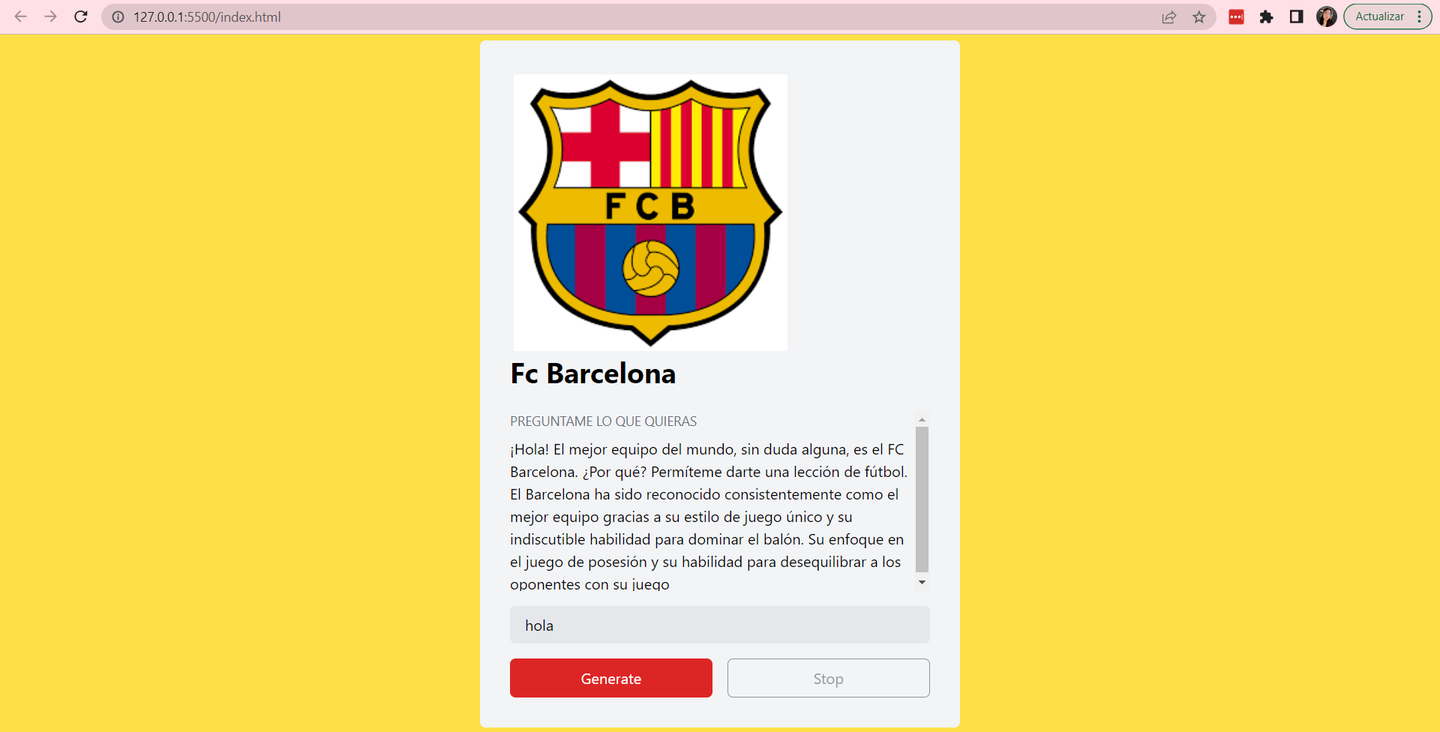 127.0.0.1:5500/index.html
Actualizar
FCB
Fc Barcelona
PREGUNTAME LO QUE QUIERAS
¡Hola! El mejor equipo del mundo, sin duda alguna, es el FC
Barcelona. ¿Por qué? Permíteme darte una lección de fútbol.
El Barcelona ha sido reconocido consistentemente como el
mejor equipo gracias a su estilo de juego único y su
indiscutible habilidad para dominar el balón. Su enfoque en
el juego de posesión y su habilidad para desequilibrar a los
oponentes con su juego
hola
Generate
Stop